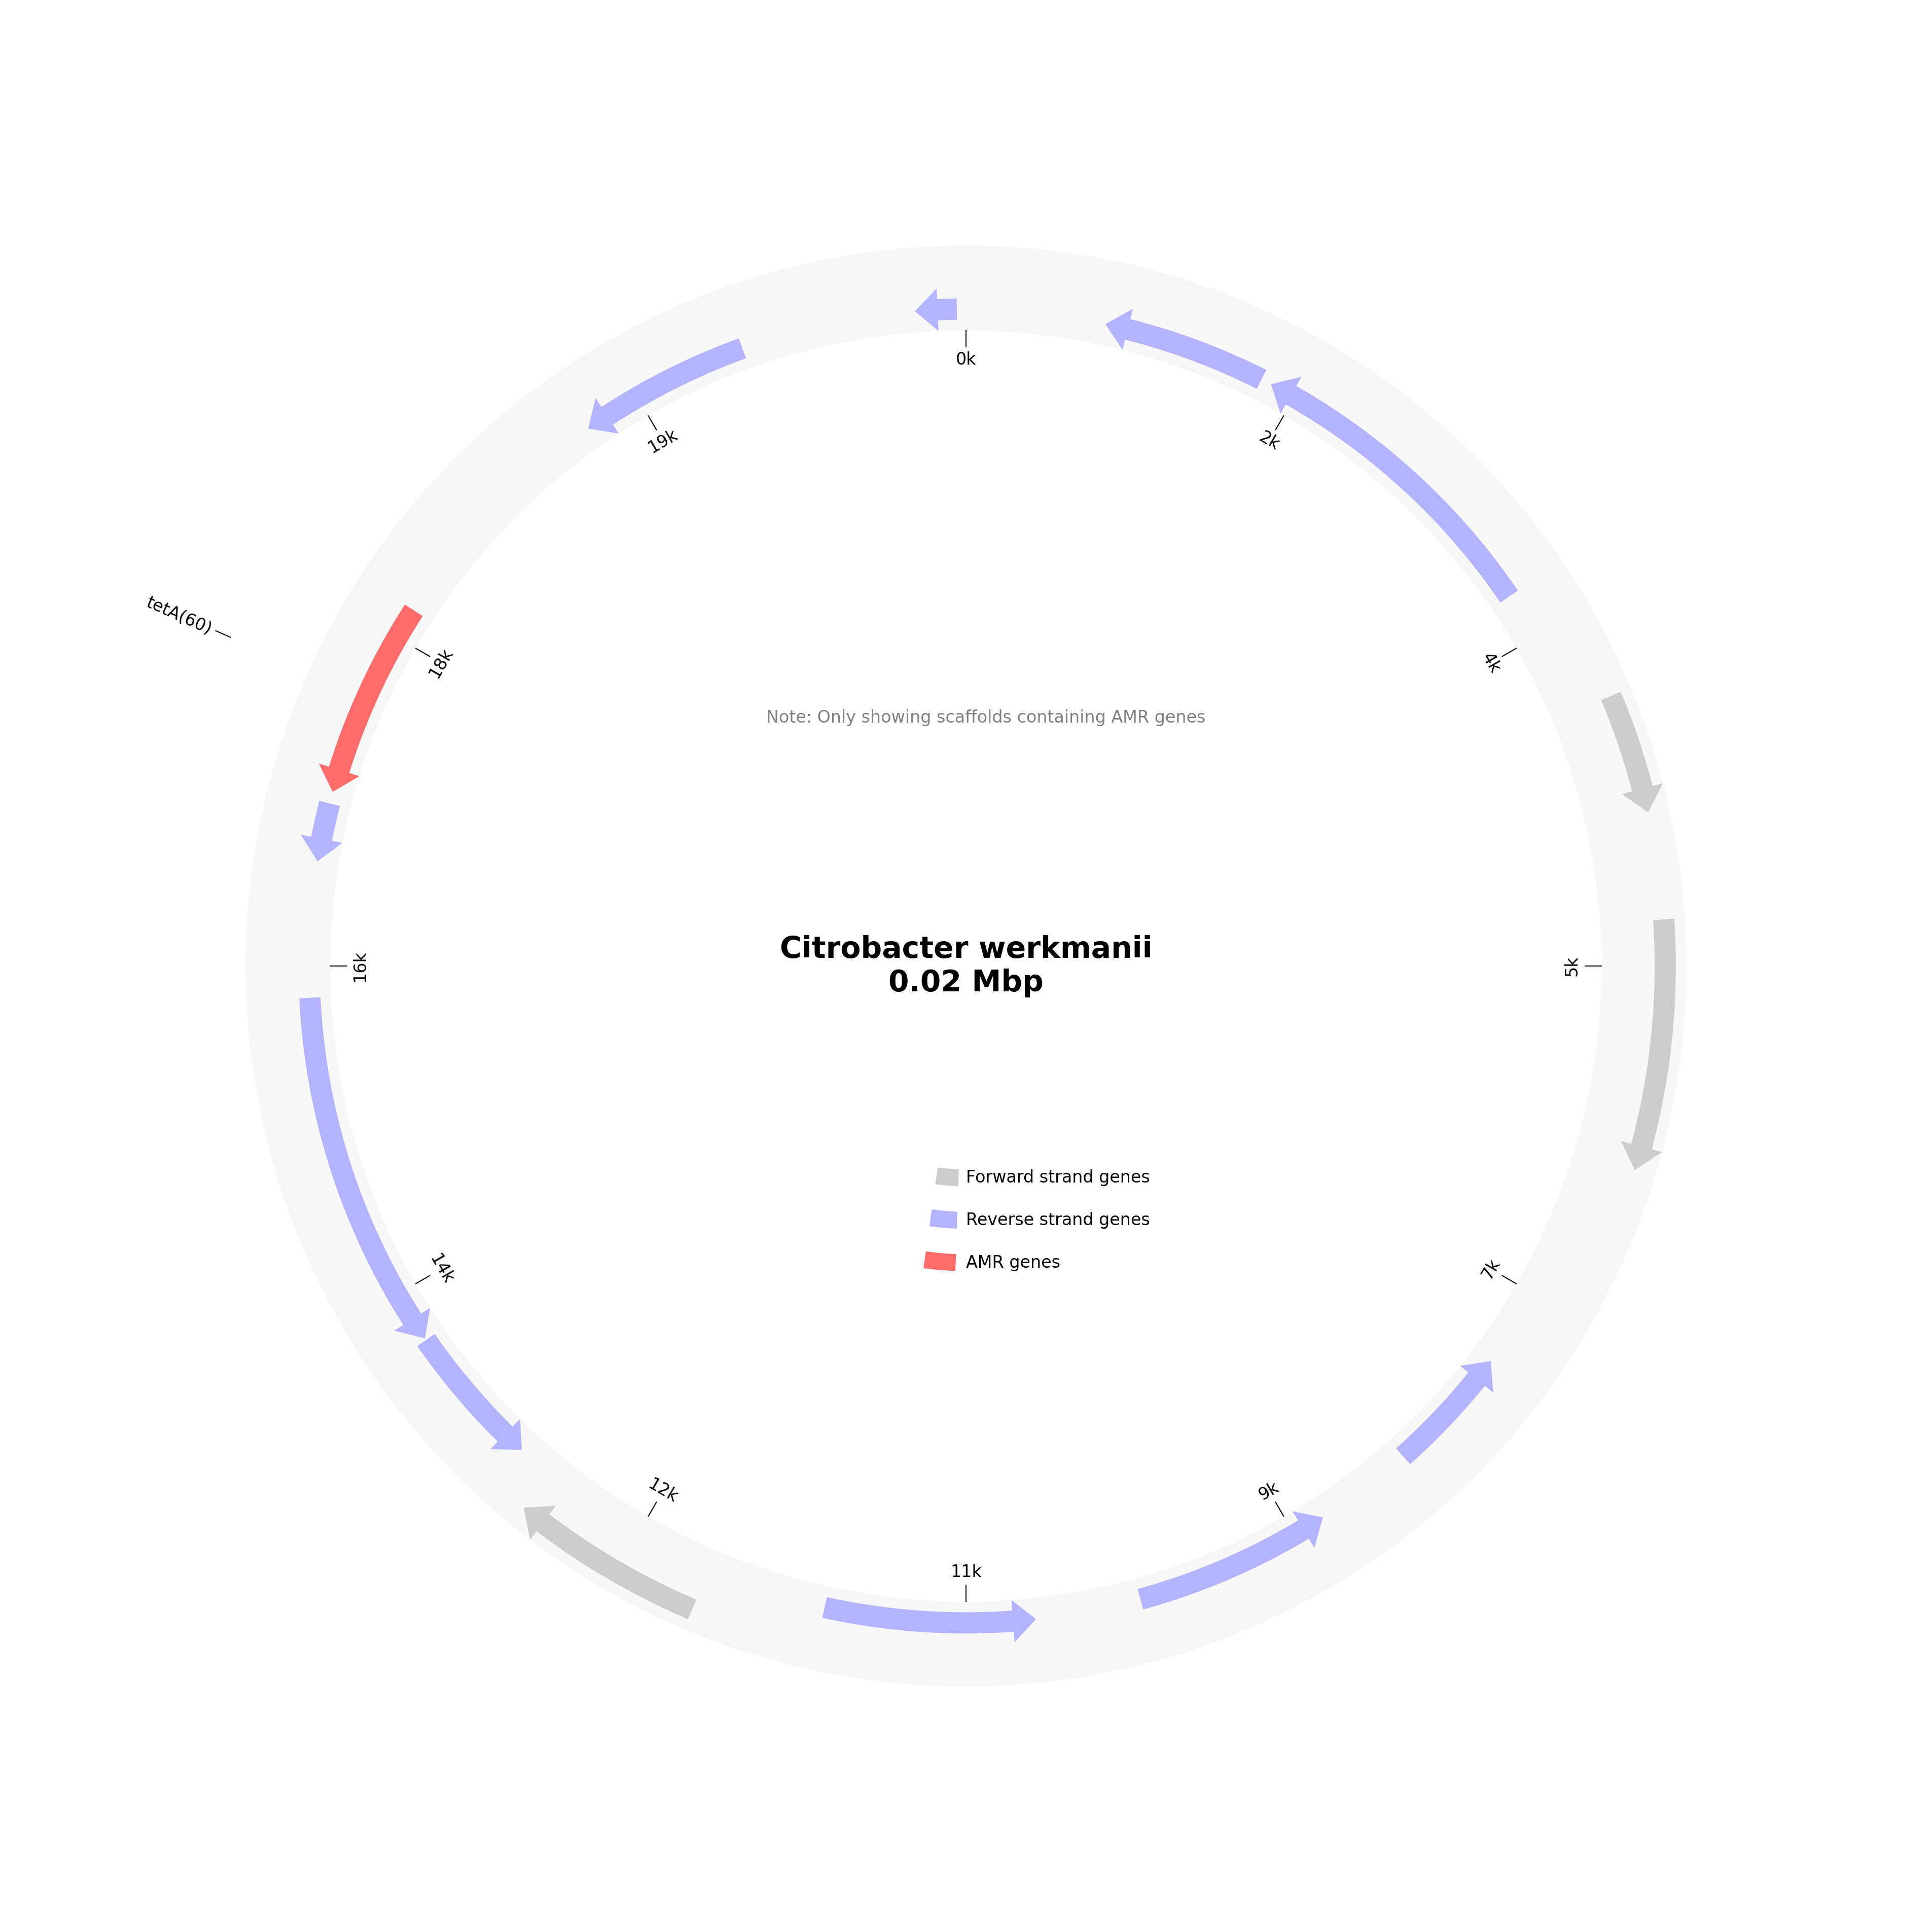 0k
2k
19k
tetA(60)
18k
4k
Note: Only showing scaffolds containing AMR genes
Citrobacter werkmanii
0.02 Mbp
16k
5k
Forward strand genes
Reverse strand genes
AMR genes
14k
7k
12k
9k
11k